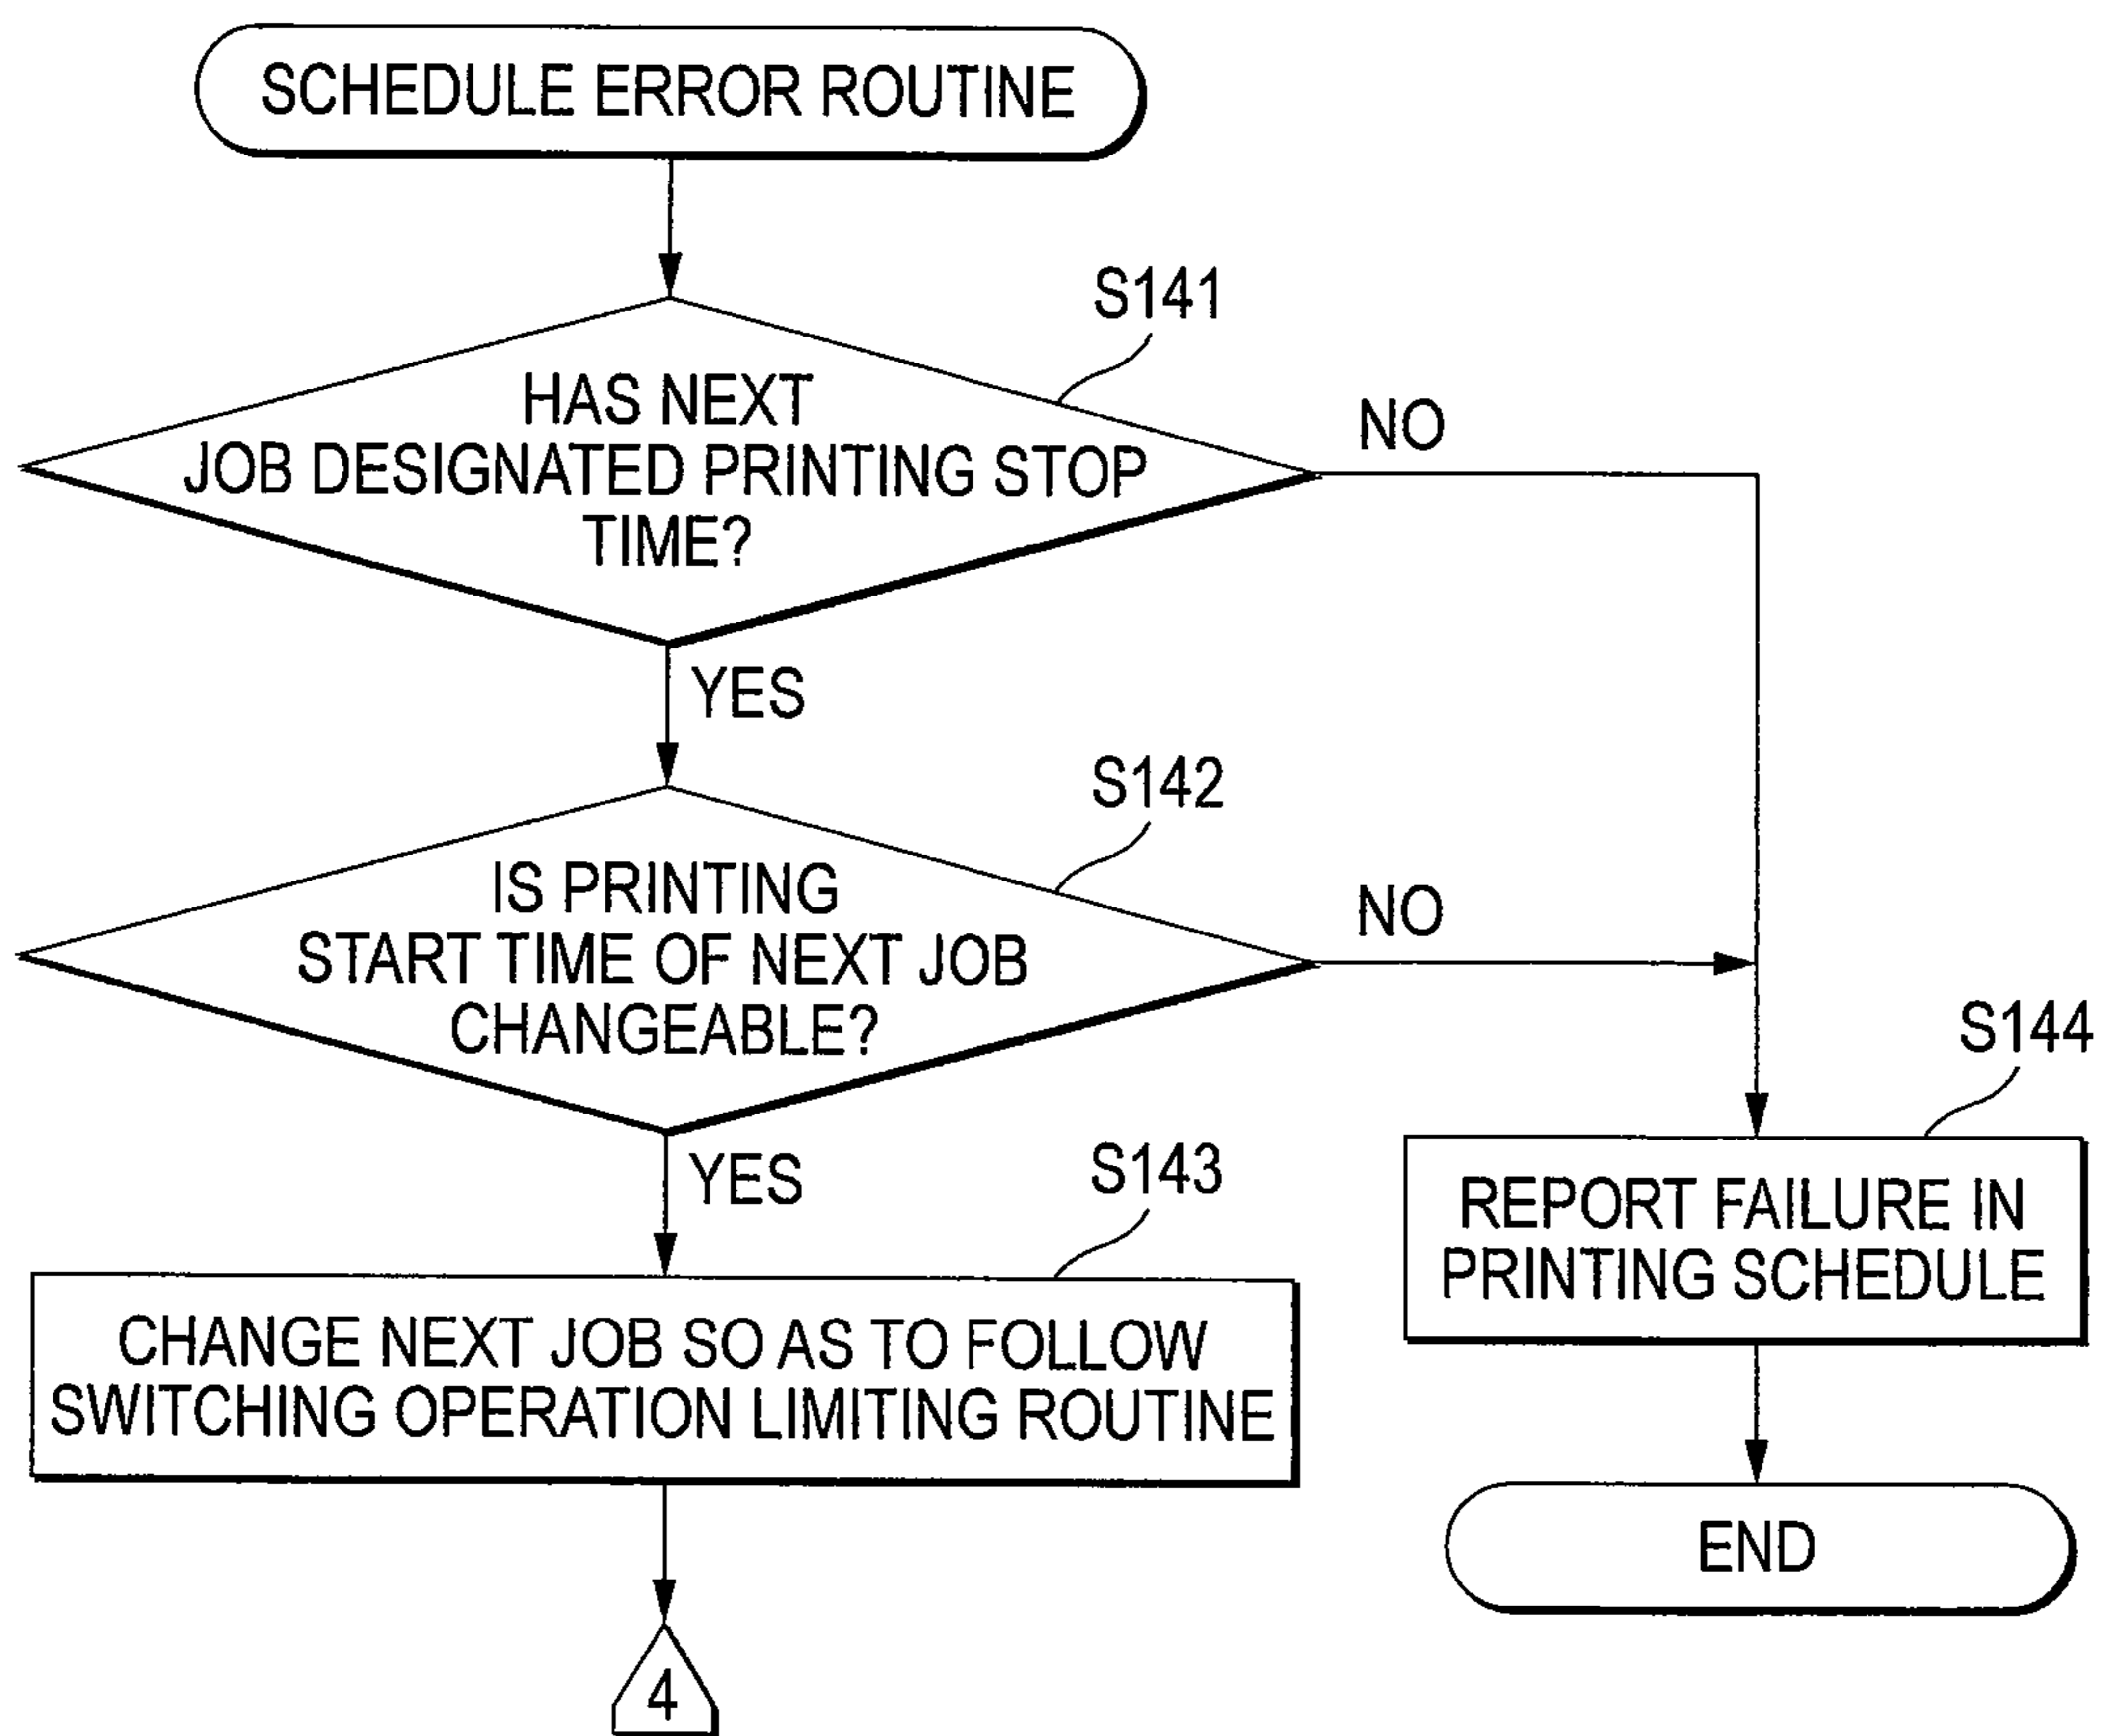 SCHEDULE ERROR ROUTINE
S141
HAS NEXT
JOB DESIGNATED PRINTING STOP
TIME?
NO
YES
S142
IS PRINTING
START TIME OF NEXT JOB
CHANGEABLE?
NO
YES
S143
CHANGE NEXT JOB SO AS TO FOLLOW
SWITCHING OPERATION LIMITING ROUTINE
4
S144
REPORT FAILURE IN
PRINTING SCHEDULE
END